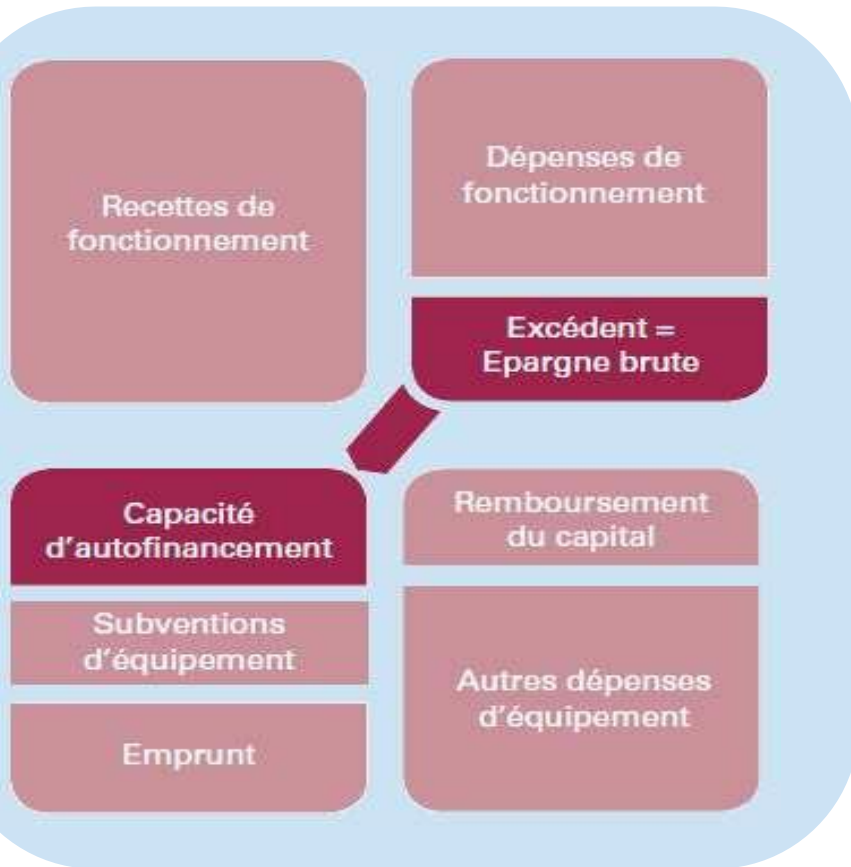 Recettes de
fonctionnement
Dépenses de
fonctionnement
Excédent =
Epargne brute
Capacité
d'autofinancement
Remboursement
du capital
Subventions
d'équipement
Autres dépenses
d'équipement
Emprunt